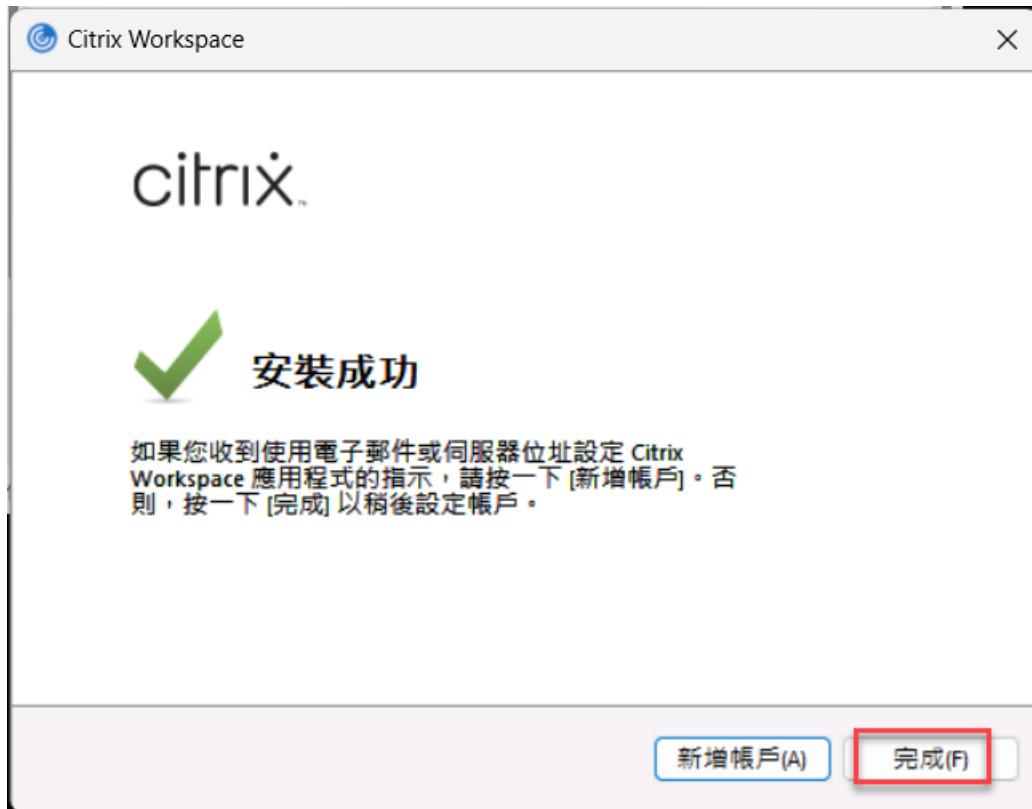 Citrix Workspace
citrix™
安裝成功
如果您收到使用電子郵件或伺服器位址設定 Citrix
Workspace 應用程式的指示，請按一下 [新增帳戶]。否
則，按一下 [完成] 以稍後設定帳戶。
新增帳戶(A) 完成(F)